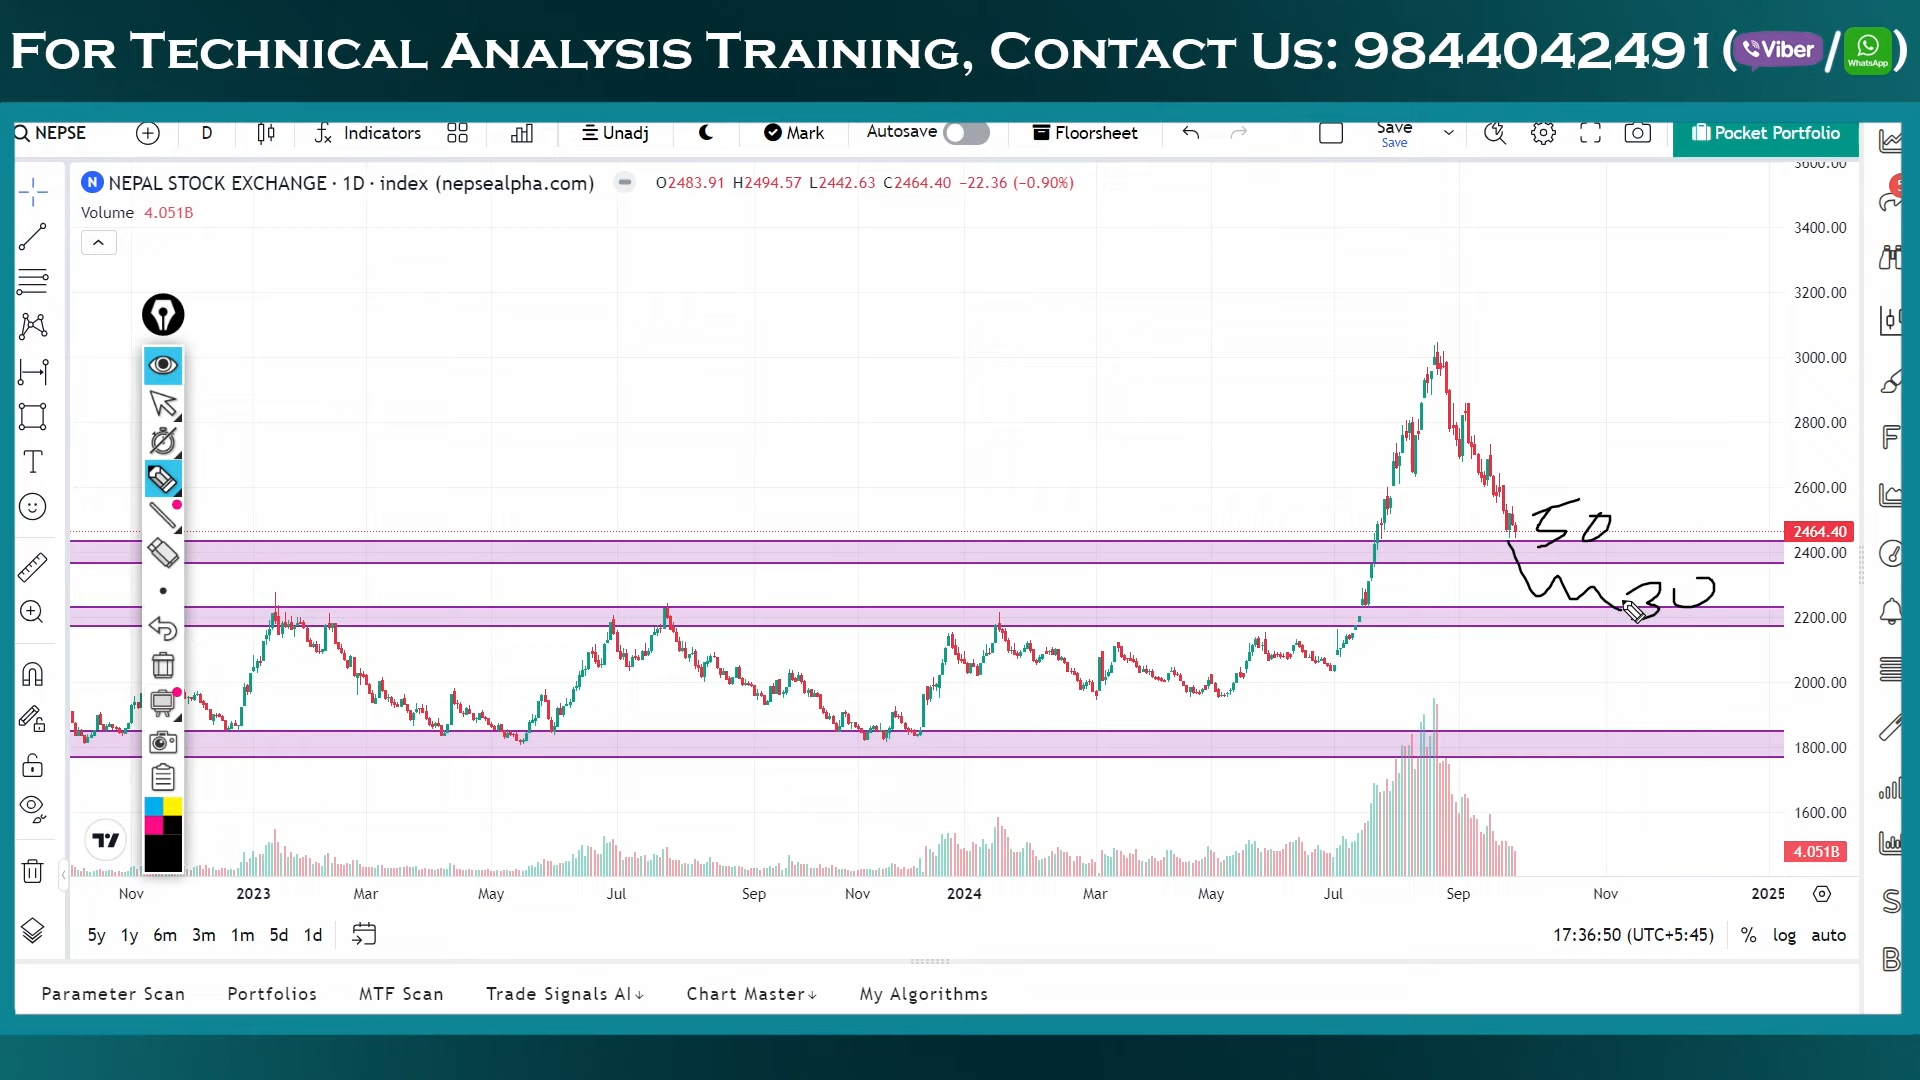 FOR TECHNICAL ANALYSIS TRAINING, CONTACT US: 9844042491(Viber/WhatsApp)
NEPSE D Indicators Unadj Mark Autosave Floorsheet Save Save Pocket Portfolio
N NEPAL STOCK EXCHANGE · 1D · index (nepsealpha.com) O2483.91 H2494.57 L2442.63 C2464.40 −22.36 (−0.90%)
Volume 4.051B
3600.00
3400.00
3200.00
3000.00
2800.00
2600.00
50
2464.40
2400.00
30
2200.00
2000.00
1800.00
1600.00
4.051B
Nov 2023 Mar May Jul Sep Nov 2024 Mar May Jul Sep Nov 2025
5y 1y 6m 3m 1m 5d 1d 17:36:50 (UTC+5:45) % log auto
Parameter Scan Portfolios MTF Scan Trade Signals AI↓ Chart Master↓ My Algorithms
T
F
S
B